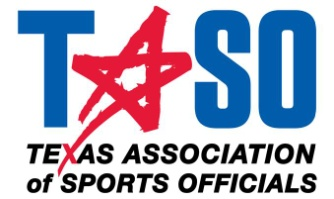 TASO
TEXAS ASSOCIATION
of SPORTS OFFICIALS